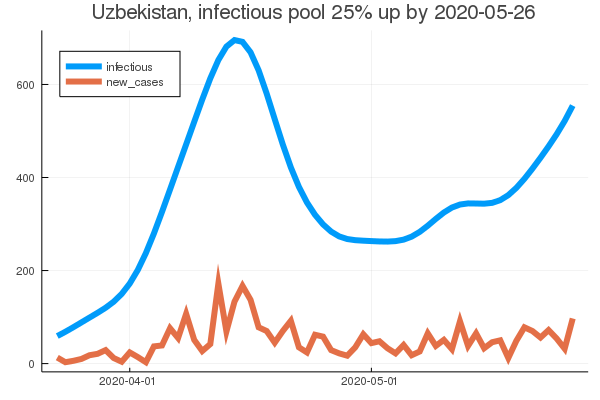 Uzbekistan, infectious pool 25% up by 2020-05-26
infectious
new_cases
600
400
200
0
2020-04-01
2020-05-01